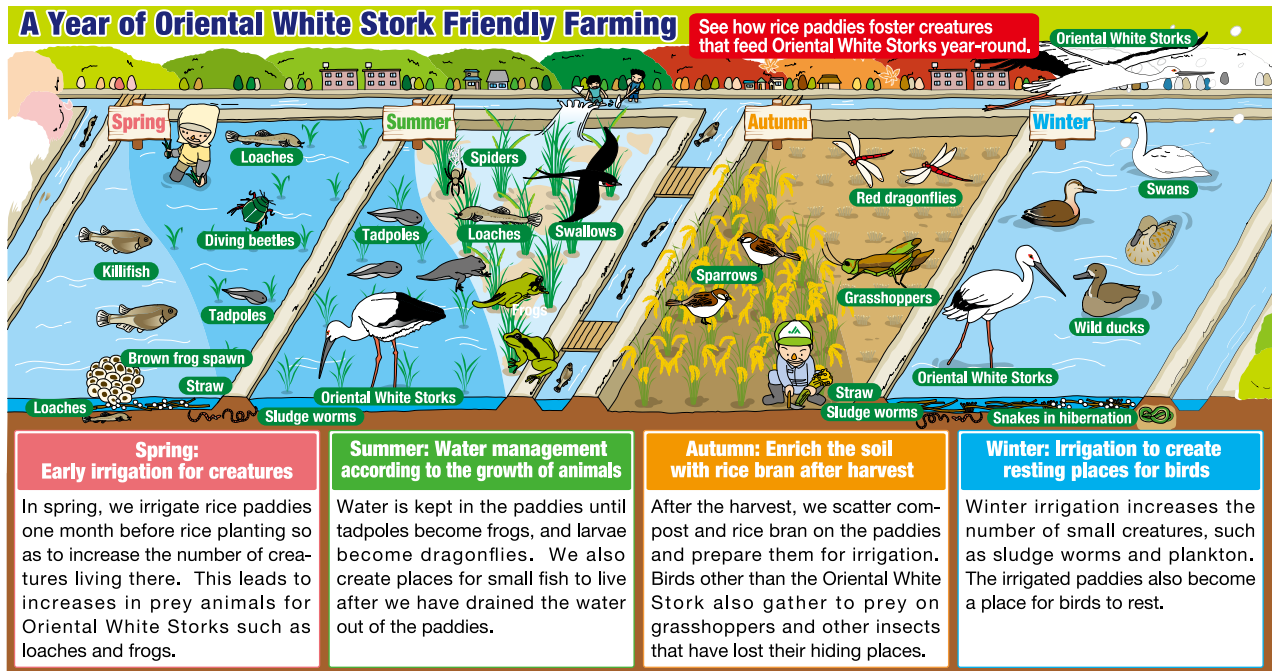 A Year of Oriental White Stork Friendly Farming
See how rice paddies foster creatures
that feed Oriental White Storks year-round.
Oriental White Storks
Spring
Loaches
Diving beetles
Killifish
Tadpoles
Brown frog spawn
Straw
Loaches
Sludge worms
Summer
Spiders
Tadpoles
Loaches
Swallows
Frogs
Oriental White Storks
Autumn
Red dragonflies
Sparrows
Grasshoppers
JA
Straw
Sludge worms
Winter
Swans
Wild ducks
Oriental White Storks
Snakes in hibernation
Spring:
Early irrigation for creatures
In spring, we irrigate rice paddies
one month before rice planting so
as to increase the number of crea-
tures living there. This leads to
increases in prey animals for
Oriental White Storks such as
loaches and frogs.
Summer: Water management
according to the growth of animals
Water is kept in the paddies until
tadpoles become frogs, and larvae
become dragonflies. We also
create places for small fish to live
after we have drained the water
out of the paddies.
Autumn: Enrich the soil
with rice bran after harvest
After the harvest, we scatter com-
post and rice bran on the paddies
and prepare them for irrigation.
Birds other than the Oriental White
Stork also gather to prey on
grasshoppers and other insects
that have lost their hiding places.
Winter: Irrigation to create
resting places for birds
Winter irrigation increases the
number of small creatures, such
as sludge worms and plankton.
The irrigated paddies also become
a place for birds to rest.